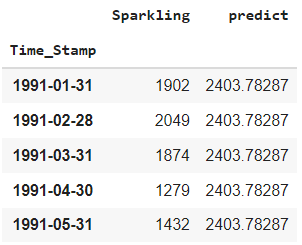 Sparkling predict
Time_Stamp
1991-01-31 1902 2403.78287
1991-02-28 2049 2403.78287
1991-03-31 1874 2403.78287
1991-04-30 1279 2403.78287
1991-05-31 1432 2403.78287